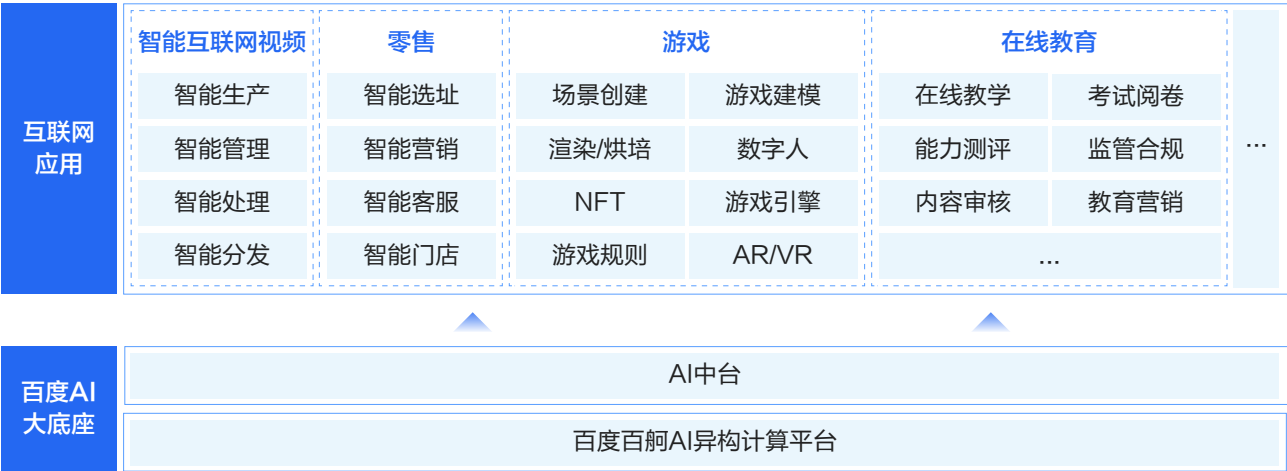 智能互联网视频 零售 游戏 在线教育
智能生产 智能选址 场景创建 游戏建模 在线教学 考试阅卷
互联网
应用
智能管理 智能营销 渲染/烘培 数字人 能力测评 监管合规 ...
智能处理 智能客服 NFT 游戏引擎 内容审核 教育营销
智能分发 智能门店 游戏规则 AR/VR ...
百度AI
大底座
AI中台
百度百舸AI异构计算平台